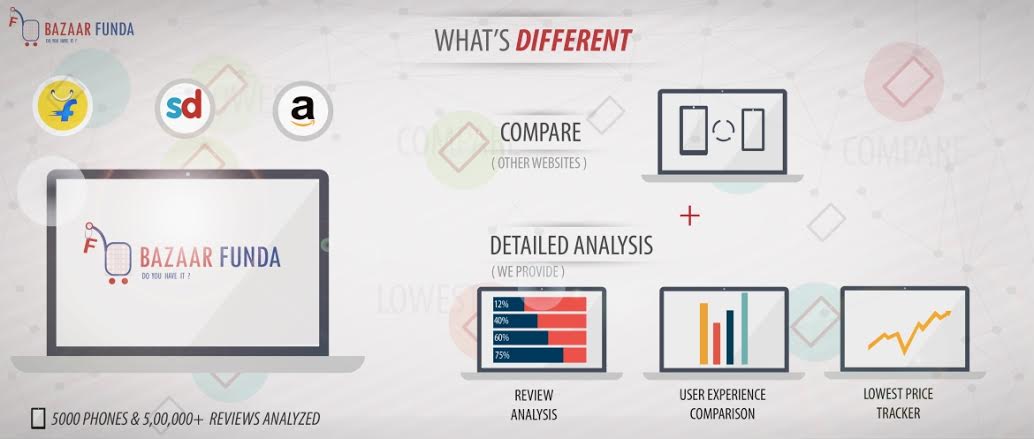 F
BAZAAR FUNDA
DO YOU HAVE IT ?
WHAT'S DIFFERENT
f
sd
a
COMPARE
( OTHER WEBSITES )
COMPARE
COMPARE
LOWEST
+
F
BAZAAR FUNDA
DO YOU HAVE IT ?
DETAILED ANALYSIS
( WE PROVIDE )
12%
40%
60%
75%
REVIEW
ANALYSIS
USER EXPERIENCE
COMPARISON
LOWEST PRICE
TRACKER
5000 PHONES & 5,00,000+ REVIEWS ANALYZED